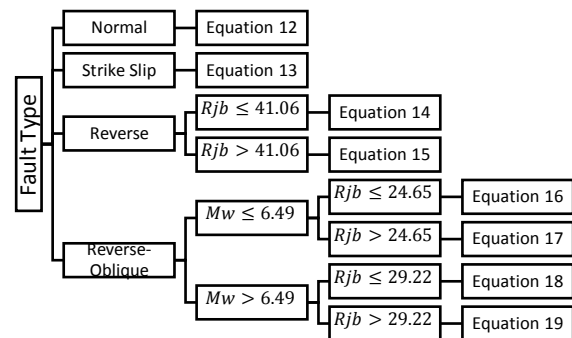 Fault Type
Normal
Equation 12
Strike Slip
Equation 13
Reverse
Rjb ≤ 41.06
Equation 14
Rjb > 41.06
Equation 15
Reverse-
Oblique
Mw ≤ 6.49
Rjb ≤ 24.65
Equation 16
Rjb > 24.65
Equation 17
Mw > 6.49
Rjb ≤ 29.22
Equation 18
Rjb > 29.22
Equation 19